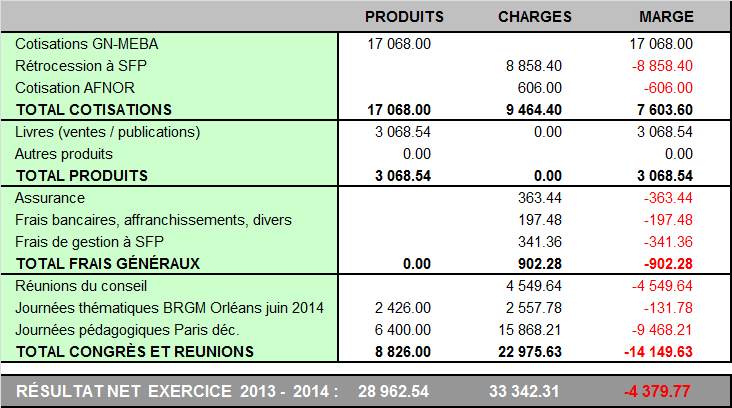 PRODUITS CHARGES MARGE
Cotisations GN-MEBA 17 068.00 17 068.00
Rétrocession à SFP 8 858.40 -8 858.40
Cotisation AFNOR 606.00 -606.00
TOTAL COTISATIONS 17 068.00 9 464.40 7 603.60
Livres (ventes / publications) 3 068.54 0.00 3 068.54
Autres produits 0.00 0.00
TOTAL PRODUITS 3 068.54 0.00 3 068.54
Assurance 363.44 -363.44
Frais bancaires, affranchissements, divers 197.48 -197.48
Frais de gestion à SFP 341.36 -341.36
TOTAL FRAIS GÉNÉRAUX 0.00 902.28 -902.28
Réunions du conseil 4 549.64 -4 549.64
Journées thématiques BRGM Orléans juin 2014 2 426.00 2 557.78 -131.78
Journées pédagogiques Paris déc. 6 400.00 15 868.21 -9 468.21
TOTAL CONGRÈS ET REUNIONS 8 826.00 22 975.63 -14 149.63
RÉSULTAT NET EXERCICE 2013 - 2014 : 28 962.54 33 342.31 -4 379.77